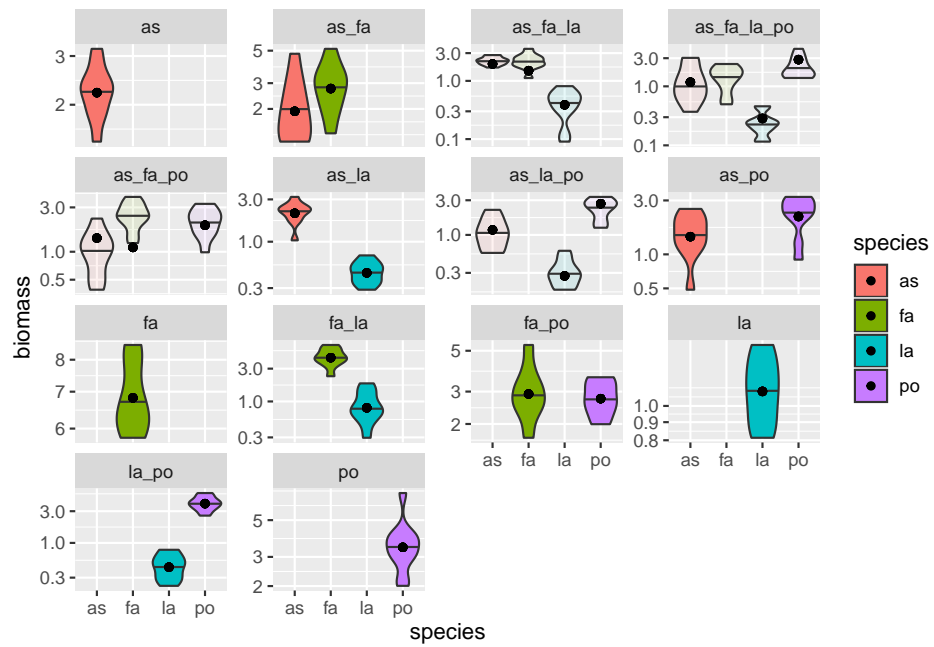 as
as_fa
as_fa_la
as_fa_la_po
3
2
5
3
2
3.0
1.0
0.3
0.1
3.0
1.0
0.3
0.1
as_fa_po
as_la
as_la_po
as_po
3.0
1.0
0.5
3.0
1.0
0.3
3.0
1.0
0.3
3.0
1.0
0.5
fa
fa_la
fa_po
la
8
7
6
3.0
1.0
0.3
5
3
2
1.0
0.9
0.8
as fa la po
as fa la po
la_po
po
3.0
1.0
0.3
5
3
2
as fa la po
as fa la po
species
biomass
species
as
fa
la
po